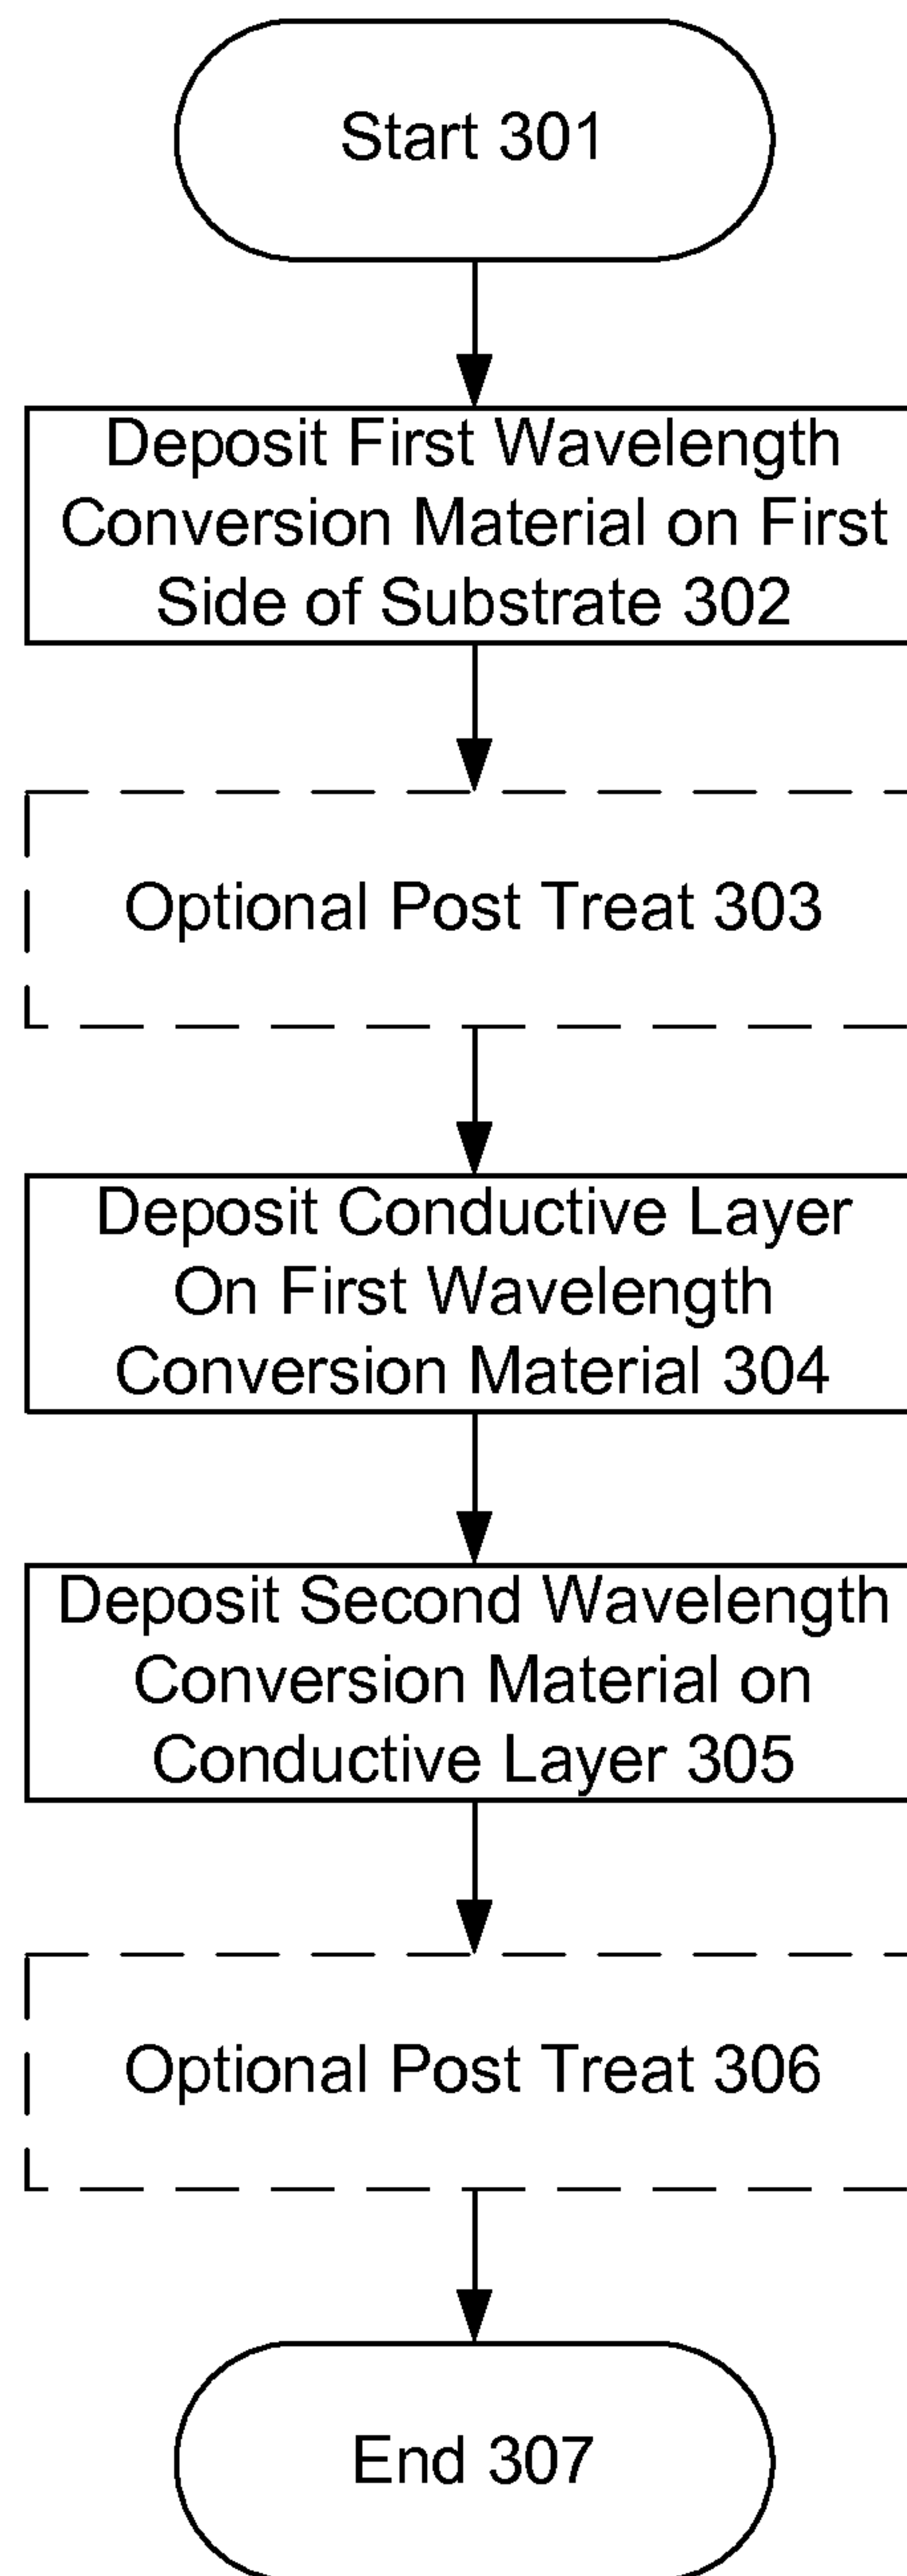 Start 301
Deposit First Wavelength
Conversion Material on First
Side of Substrate 302
Optional Post Treat 303
Deposit Conductive Layer
On First Wavelength
Conversion Material 304
Deposit Second Wavelength
Conversion Material on
Conductive Layer 305
Optional Post Treat 306
End 307